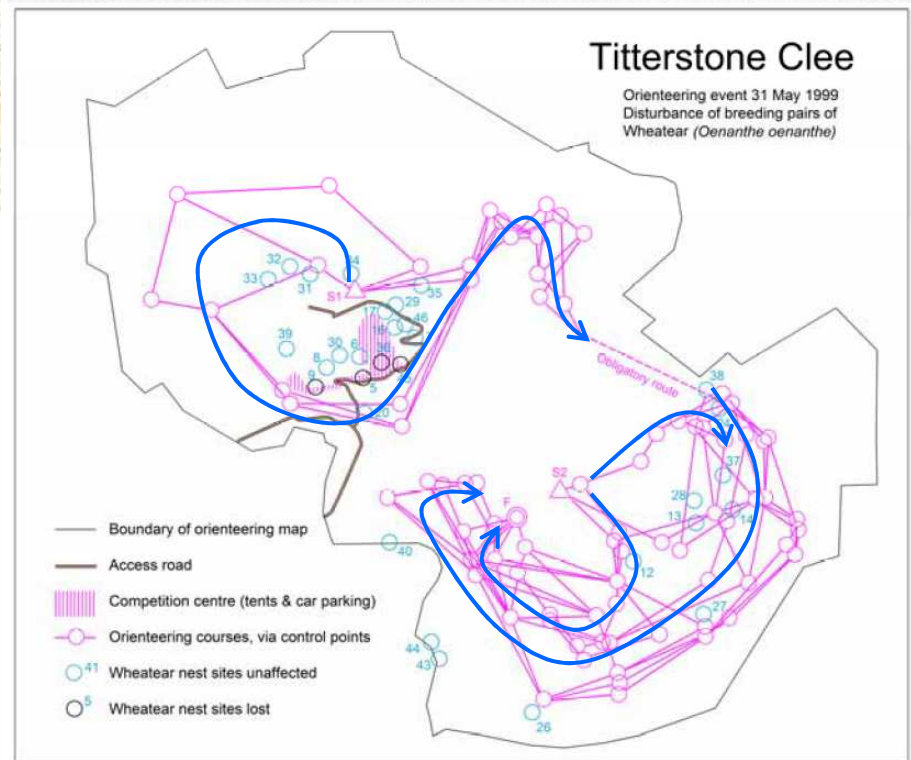 Titterstone Clee
Orienteering event 31 May 1999
Disturbance of breeding pairs of
Wheatear (Oenanthe oenanthe)
32
34
33
31
S1
35
29
17
46
16
39
30
6
36
8
9
5
20
Obligatory route
38
37
S2
28
F
13
14
40
12
27
44
43
26
Boundary of orienteering map
Access road
Competition centre (tents & car parking)
Orienteering courses, via control points
41 Wheatear nest sites unaffected
5 Wheatear nest sites lost